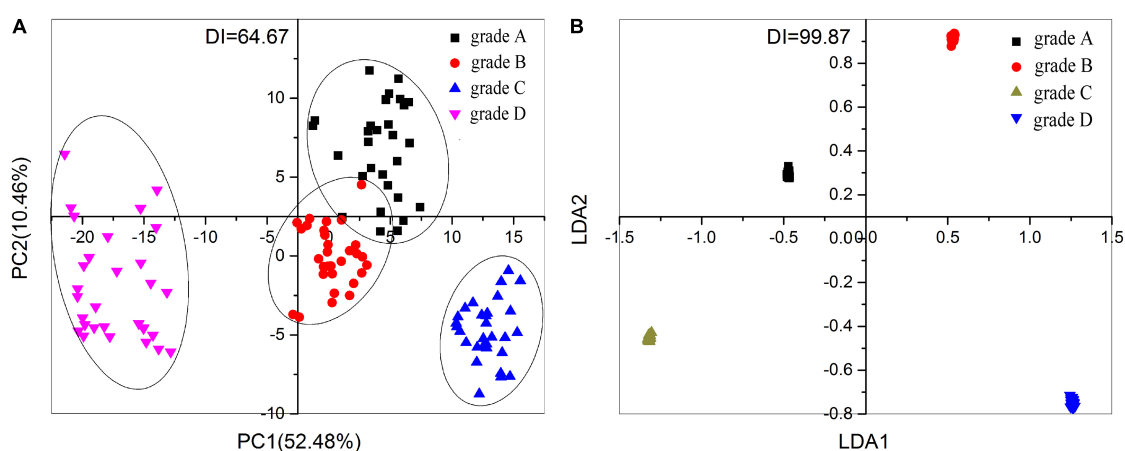 A
DI=64.67
grade A
grade B
grade C
grade D
10
5
0
-5
-10
-20
-15
-10
-5
0
5
10
15
PC2(10.46%)
PC1(52.48%)
B
DI=99.87
grade A
grade B
grade C
grade D
0.8
0.6
0.4
0.2
0.0
-0.2
-0.4
-0.6
-0.8
-1.5
-1.0
-0.5
0.0
0.5
1.0
1.5
LDA2
LDA1